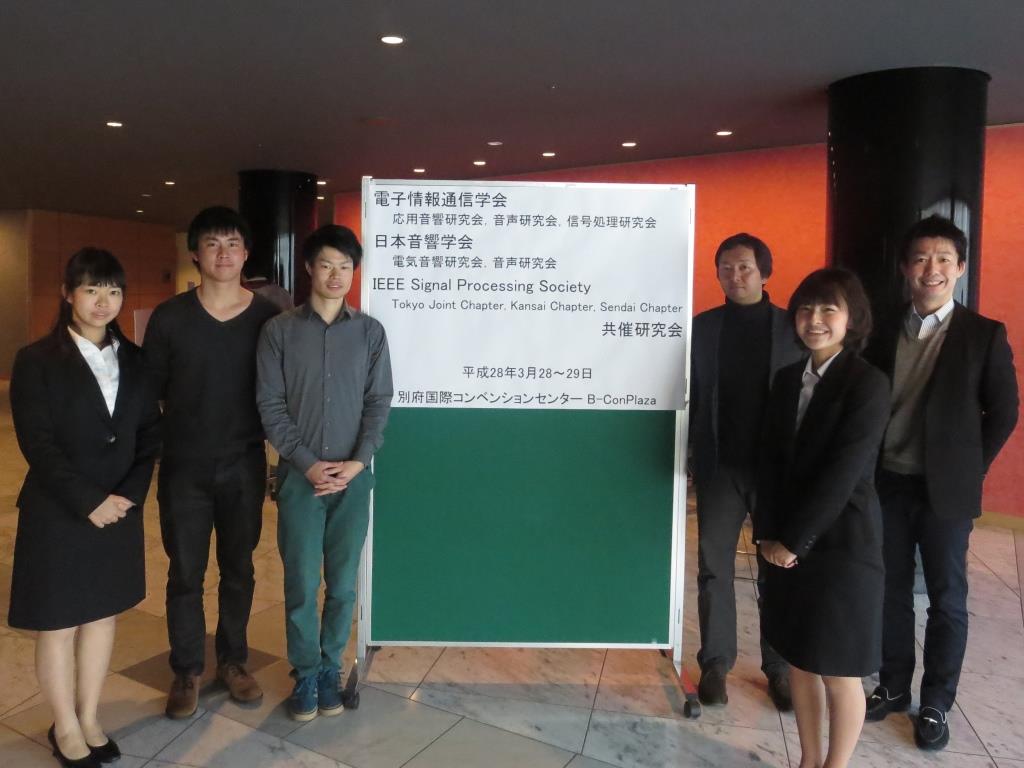 電子情報通信学会
応用音響研究会, 音声研究会, 信号処理研究会
日本音響学会
電気音響研究会, 音声研究会
IEEE Signal Processing Society
Tokyo Joint Chapter, Kansai Chapter, Sendai Chapter
共催研究会
平成28年3月28～29日
別府国際コンベンションセンター B-ConPlaza